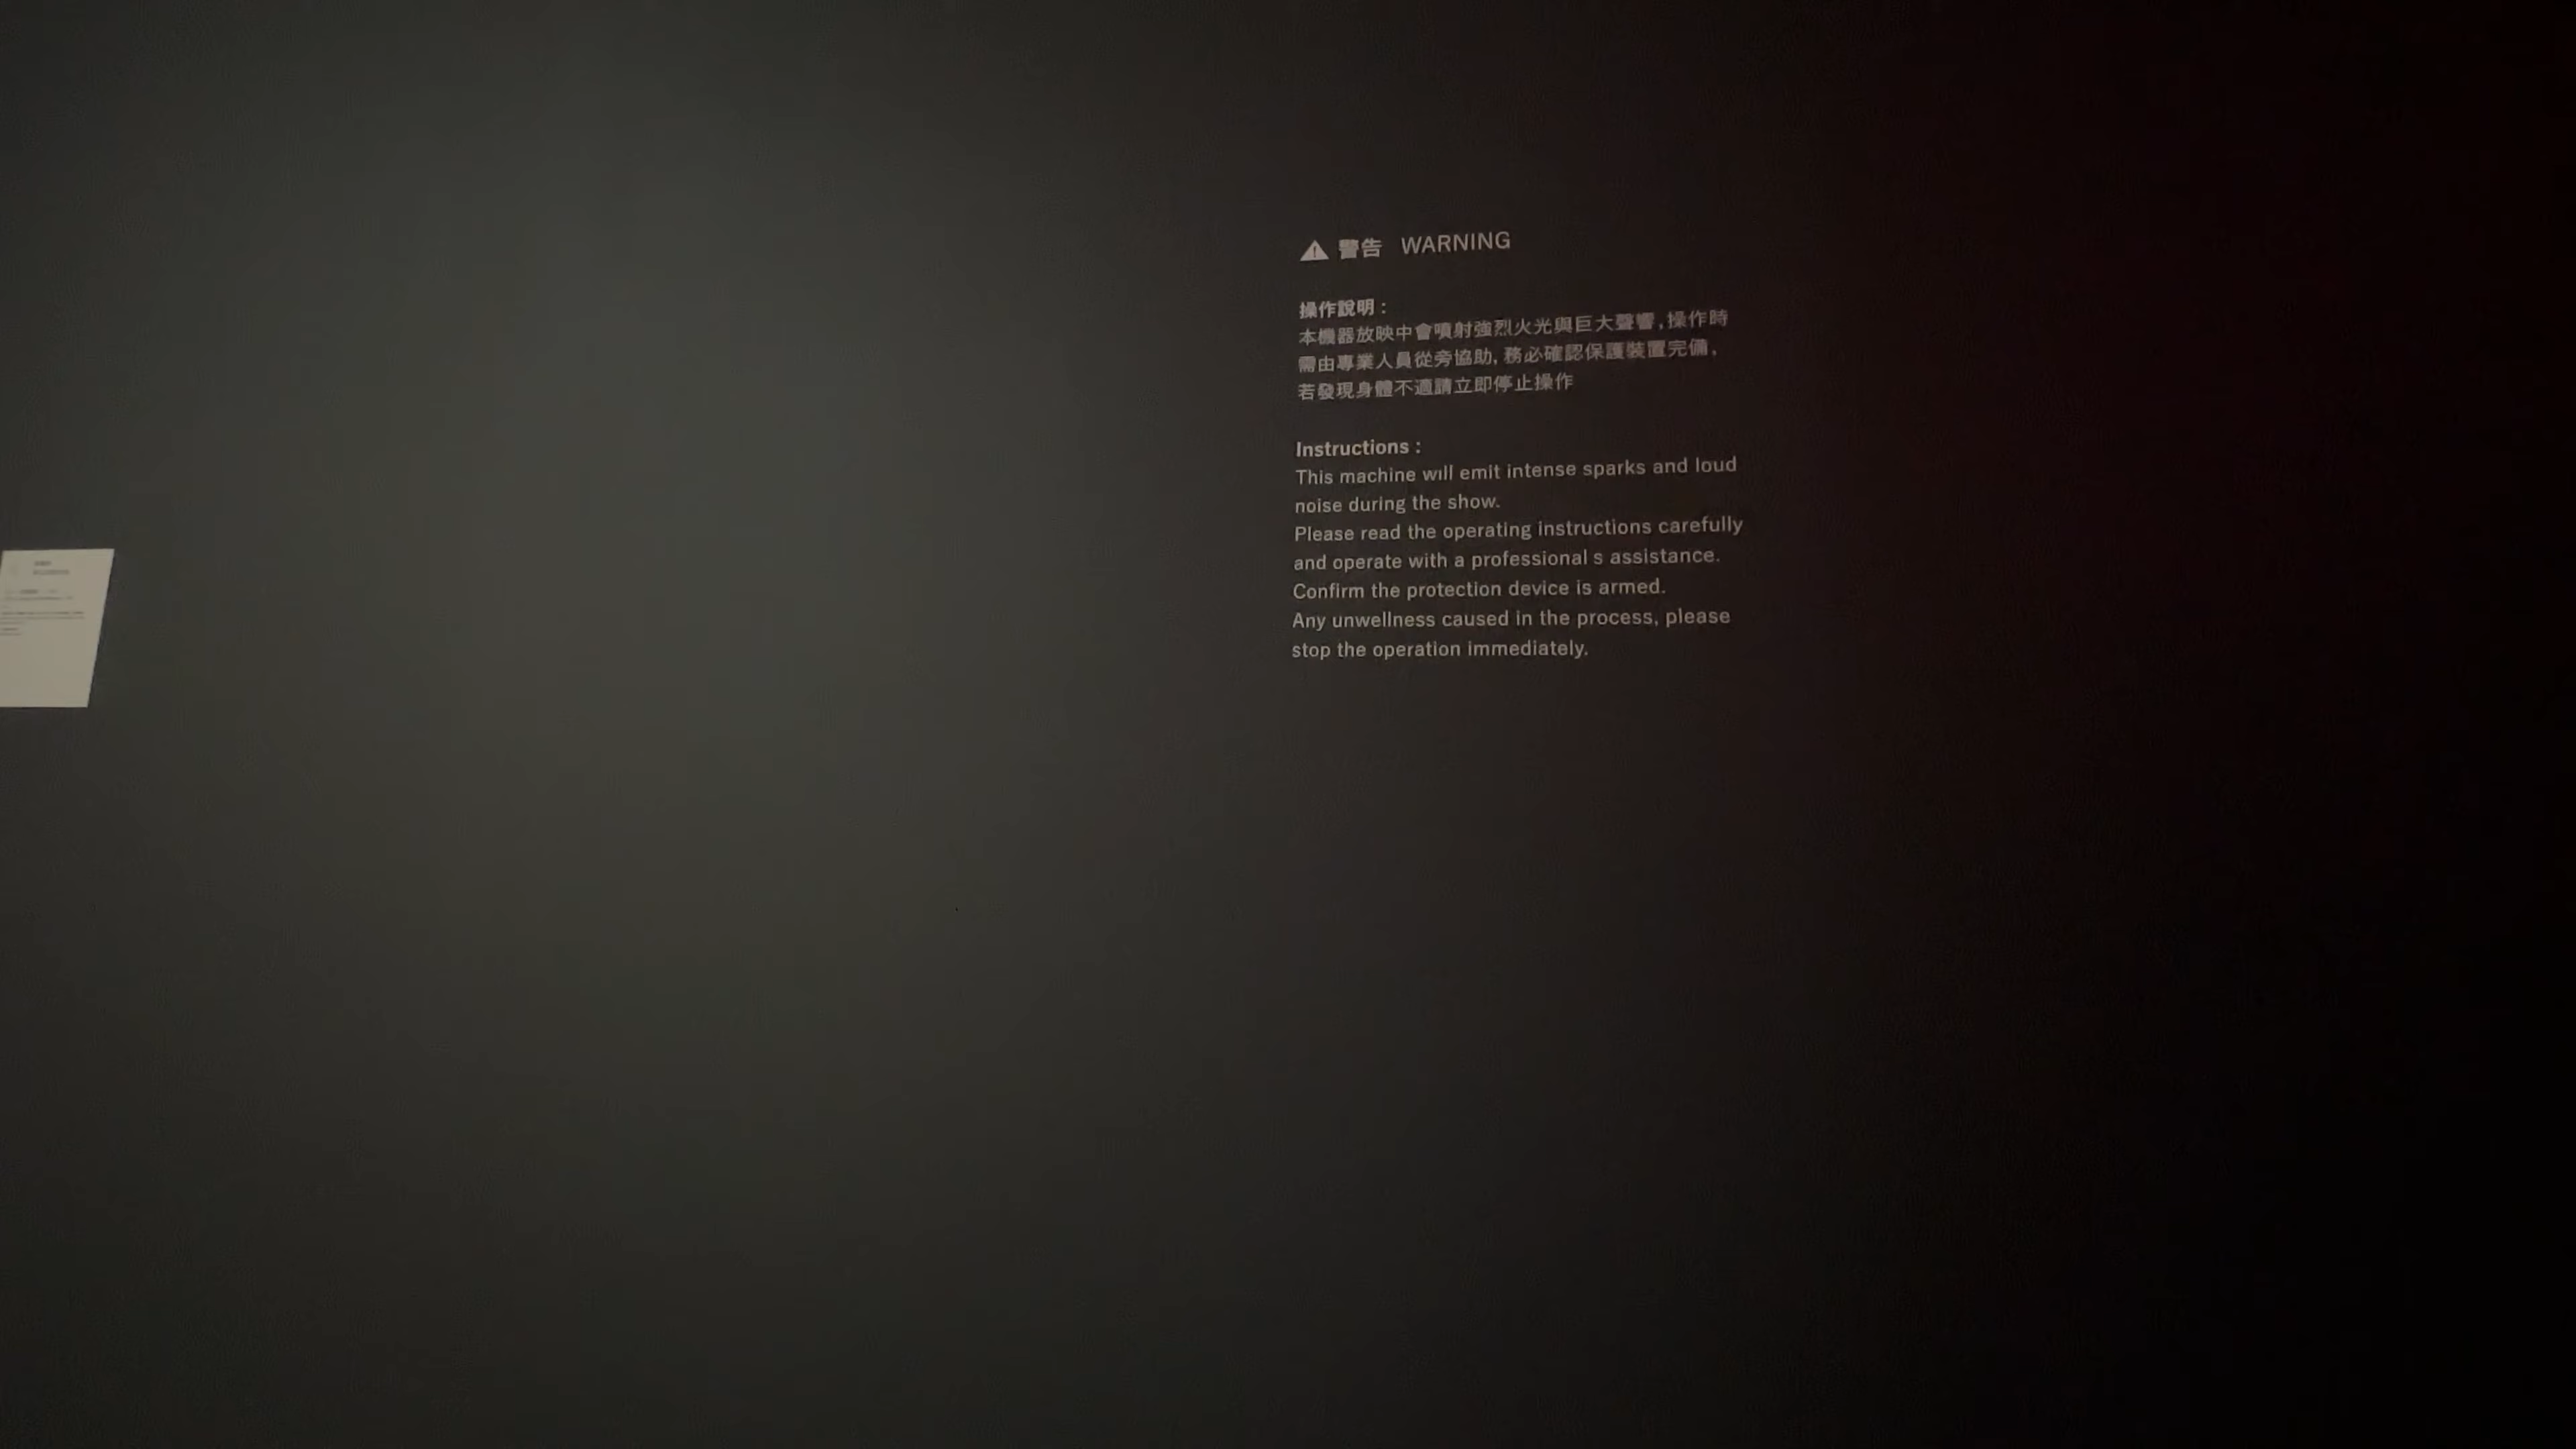 警告 WARNING
操作說明：
本機器放映中會噴射強烈火光與巨大聲響，操作時
需由專業人員從旁協助，務必確認保護裝置完備，
若發現身體不適請立即停止操作
Instructions :
This machine will emit intense sparks and loud
noise during the show.
Please read the operating instructions carefully
and operate with a professional s assistance.
Confirm the protection device is armed.
Any unwellness caused in the process, please
stop the operation immediately.